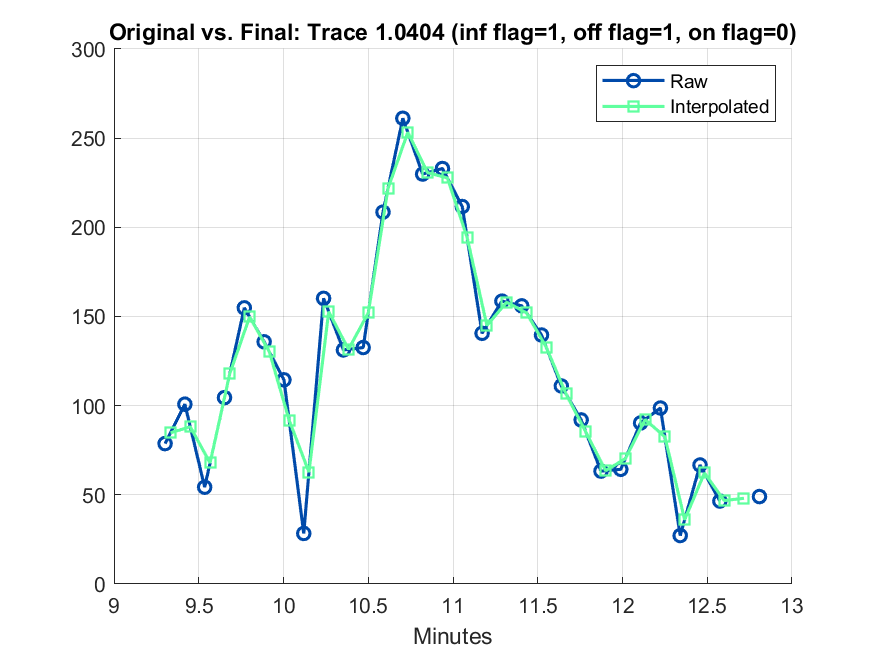 Original vs. Final: Trace 1.0404 (inf flag=1, off flag=1, on flag=0)
300
250
200
150
100
50
0
Raw
Interpolated
9 9.5 10 10.5 11 11.5 12 12.5 13
Minutes